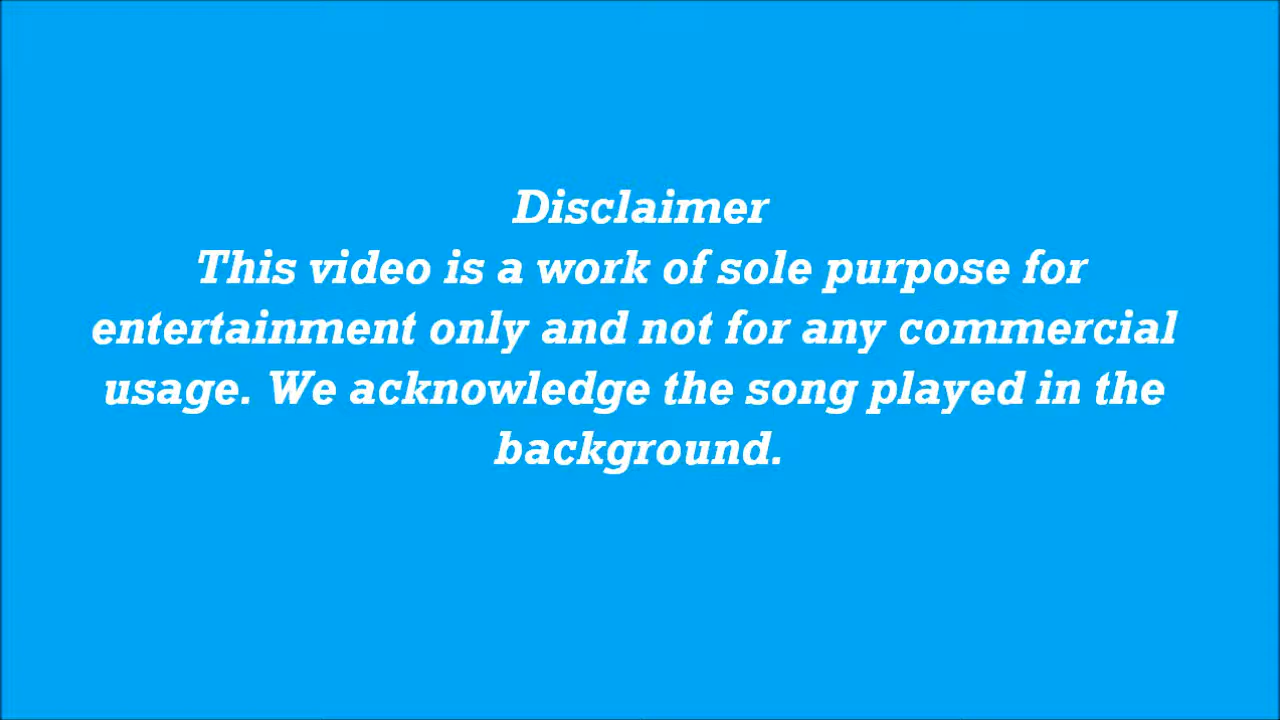 Disclaimer
This video is a work of sole purpose for
entertainment only and not for any commercial
usage. We acknowledge the song played in the
background.